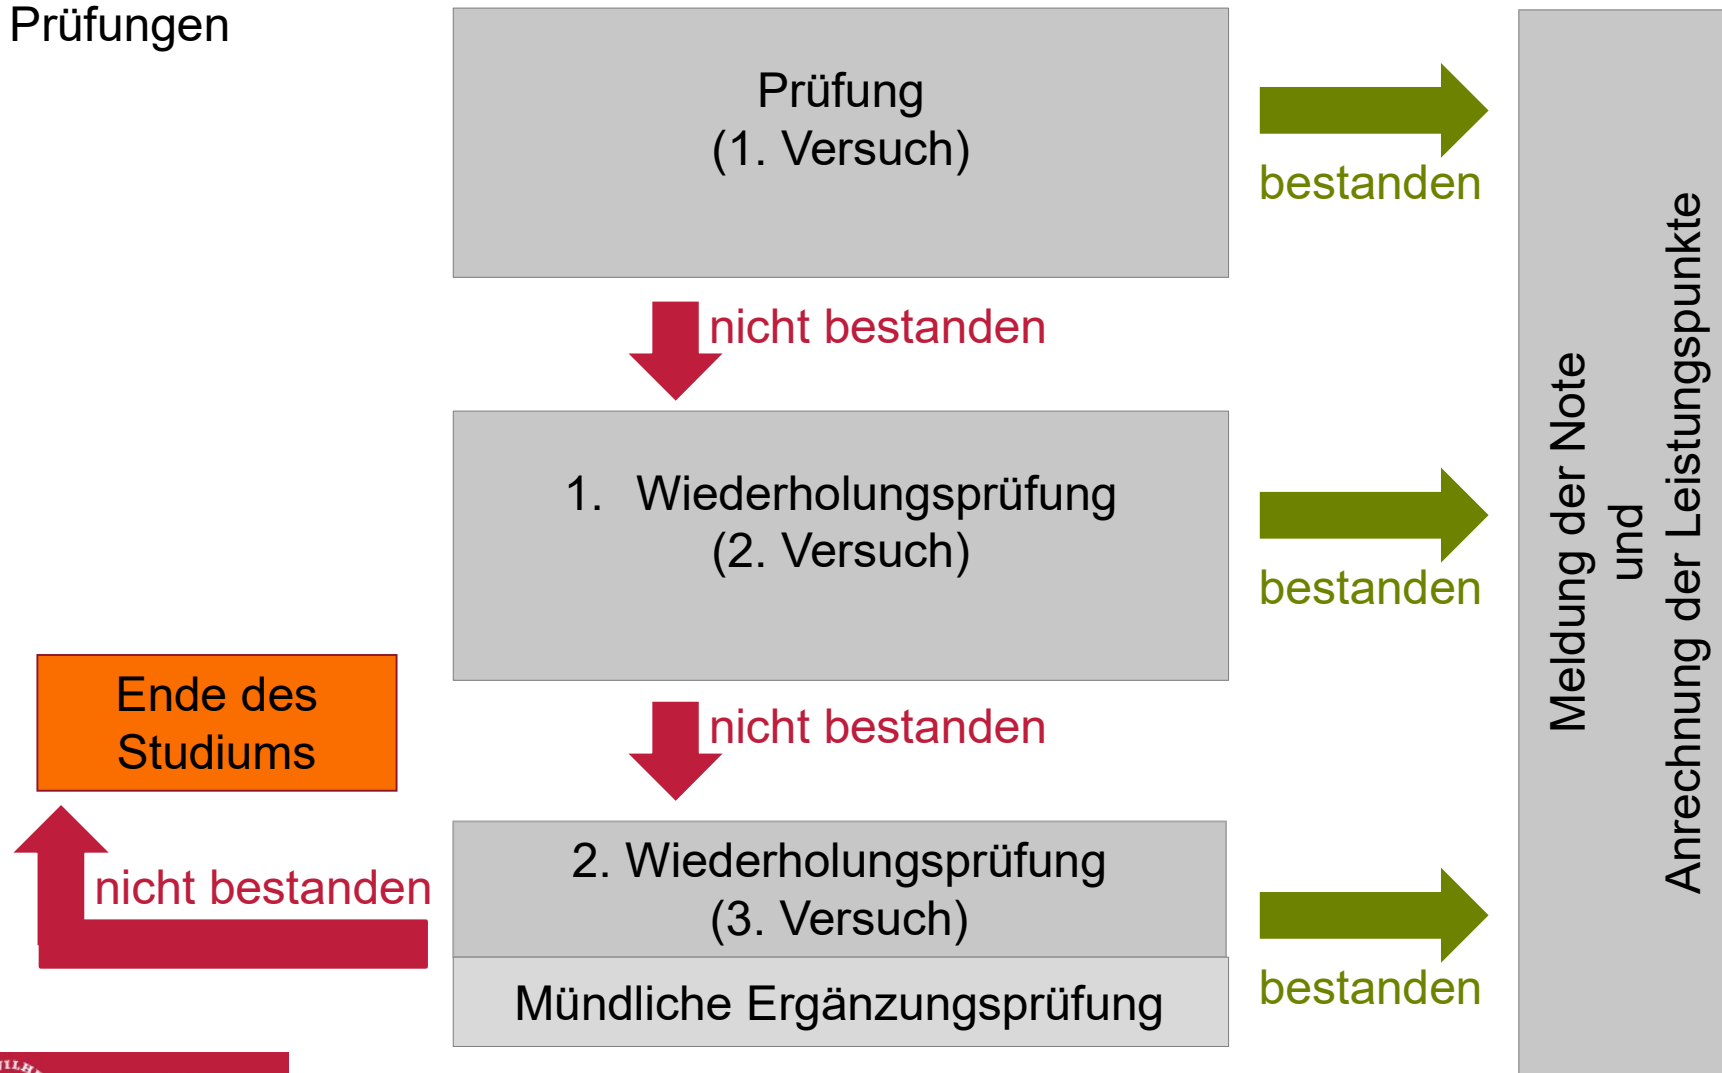 Prüfungen
Prüfung
(1. Versuch)
bestanden
nicht bestanden
1. Wiederholungsprüfung
(2. Versuch)
bestanden
Ende des
Studiums
nicht bestanden
2. Wiederholungsprüfung
(3. Versuch)
nicht bestanden
Mündliche Ergänzungsprüfung
bestanden
Meldung der Note
und
Anrechnung der Leistungspunkte